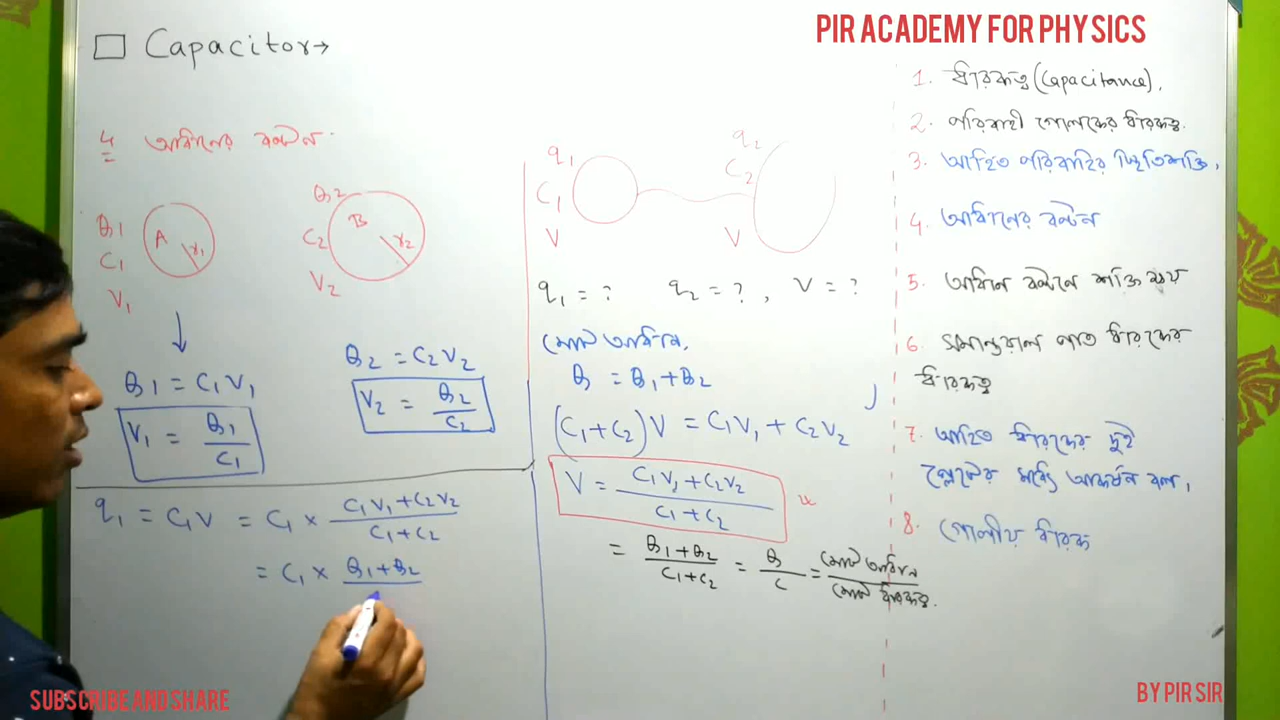 PIR ACADEMY FOR PHYSICS
Capacitor→
4 আধানের বন্টন
Q1
C1
V1
A
r1
Q2
C2
V2
B
r2
Q1 = C1V1
V1 = Q1/C1
Q2 = C2V2
V2 = Q2/C2
q1 = C1V = C1 × (C1V1+C2V2)/(C1+C2)
= C1 × Q1+Q2
q1
C1
V
q2
C2
V
q1 = ? q2 = ?, V = ?
মোট আধান,
Q = Q1+Q2
(C1+C2)V = C1V1 + C2V2
V = (C1V1 + C2V2)/(C1+C2)
= (Q1+Q2)/(C1+C2) = Q/C = মোট আধান/মোট ধারকত্ব.
1. ধারকত্ব (Capacitance).
2. পরিবাহী গোলকের ধারকত্ব.
3. আহিত পরিবাহির স্থিতিশক্তি,
4. আধানের বন্টন
5. আধান বন্টনে শক্তি ক্ষয়
6. সমান্তরাল পাত ধারকের
ধারকত্ব
7. আহিত ধারকের দুই
প্লেটের মধ্যে আকর্ষন বল,
8. গোলীয় ধারক
SUBSCRIBE AND SHARE
BY PIR SIR